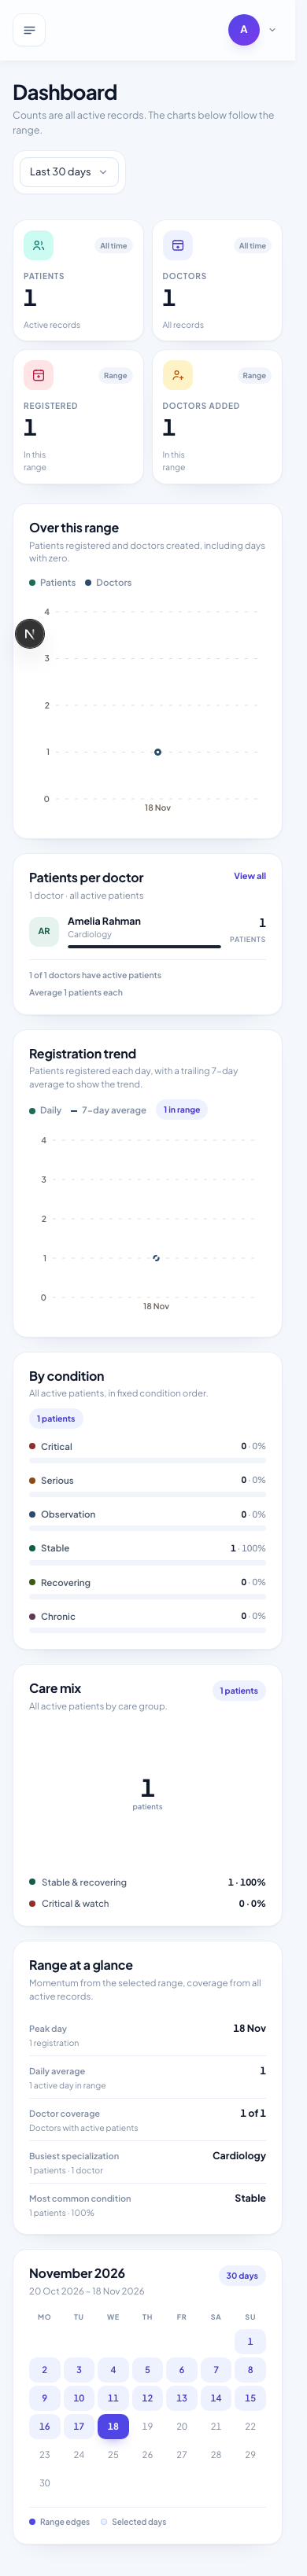 A
Dashboard
Counts are all active records. The charts below follow the
range.
Last 30 days
All time
PATIENTS
1
Active records
All time
DOCTORS
1
All records
Range
REGISTERED
1
In this
range
Range
DOCTORS ADDED
1
In this
range
Over this range
Patients registered and doctors created, including days
with zero.
Patients Doctors
4
N
3
2
1
0
18 Nov
Patients per doctor
View all
1 doctor · all active patients
AR
Amelia Rahman
Cardiology
1
PATIENTS
1 of 1 doctors have active patients
Average 1 patients each
Registration trend
Patients registered each day, with a trailing 7-day
average to show the trend.
Daily 7-day average 1 in range
4
3
2
1
0
18 Nov
By condition
All active patients, in fixed condition order.
1 patients
Critical 0 · 0%
Serious 0 · 0%
Observation 0 · 0%
Stable 1 · 100%
Recovering 0 · 0%
Chronic 0 · 0%
Care mix
1 patients
All active patients by care group.
1
patients
Stable & recovering 1 · 100%
Critical & watch 0 · 0%
Range at a glance
Momentum from the selected range, coverage from all
active records.
Peak day 18 Nov
1 registration
Daily average 1
1 active day in range
Doctor coverage 1 of 1
Doctors with active patients
Busiest specialization Cardiology
1 patients · 1 doctor
Most common condition Stable
1 patients · 100%
November 2026
30 days
20 Oct 2026 – 18 Nov 2026
MO TU WE TH FR SA SU
1
2 3 4 5 6 7 8
9 10 11 12 13 14 15
16 17 18 19 20 21 22
23 24 25 26 27 28 29
30
Range edges Selected days